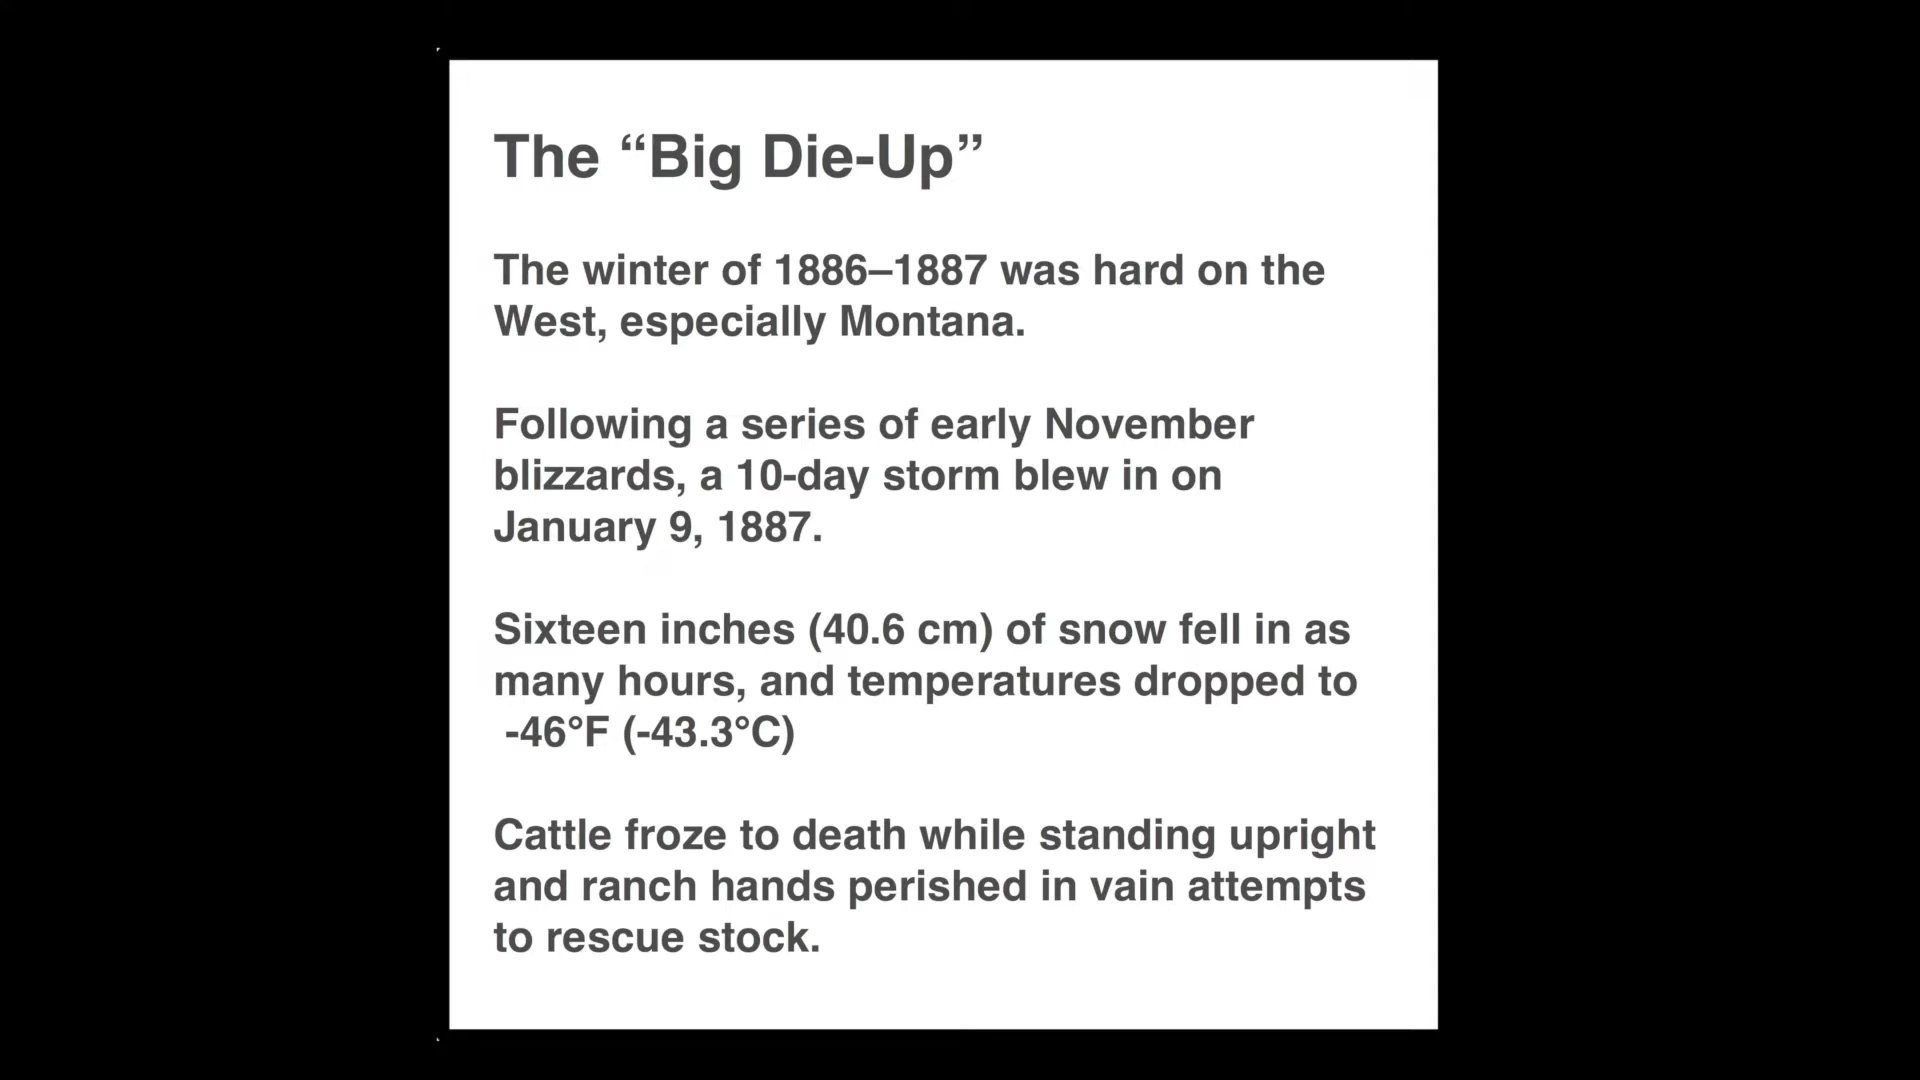 The “Big Die-Up”
The winter of 1886–1887 was hard on the
West, especially Montana.
Following a series of early November
blizzards, a 10-day storm blew in on
January 9, 1887.
Sixteen inches (40.6 cm) of snow fell in as
many hours, and temperatures dropped to
-46°F (-43.3°C)
Cattle froze to death while standing upright
and ranch hands perished in vain attempts
to rescue stock.